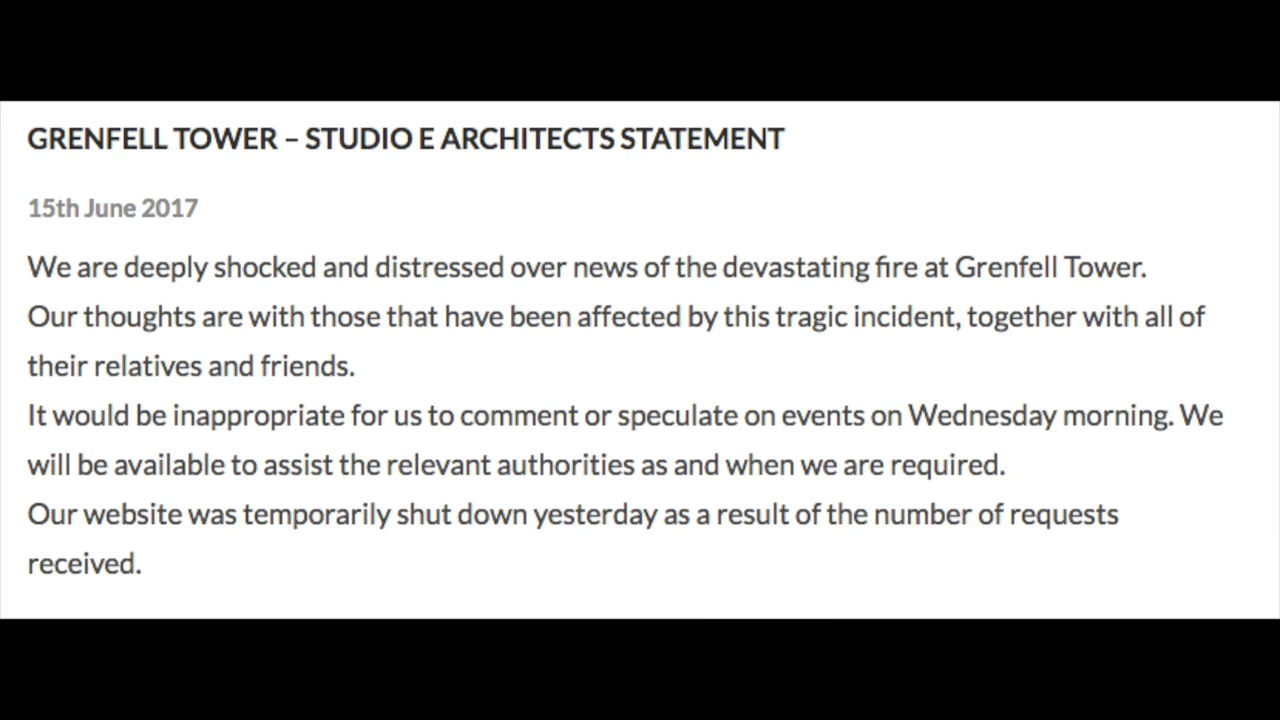 GRENFELL TOWER – STUDIO E ARCHITECTS STATEMENT
15th June 2017
We are deeply shocked and distressed over news of the devastating fire at Grenfell Tower.
Our thoughts are with those that have been affected by this tragic incident, together with all of
their relatives and friends.
It would be inappropriate for us to comment or speculate on events on Wednesday morning. We
will be available to assist the relevant authorities as and when we are required.
Our website was temporarily shut down yesterday as a result of the number of requests
received.